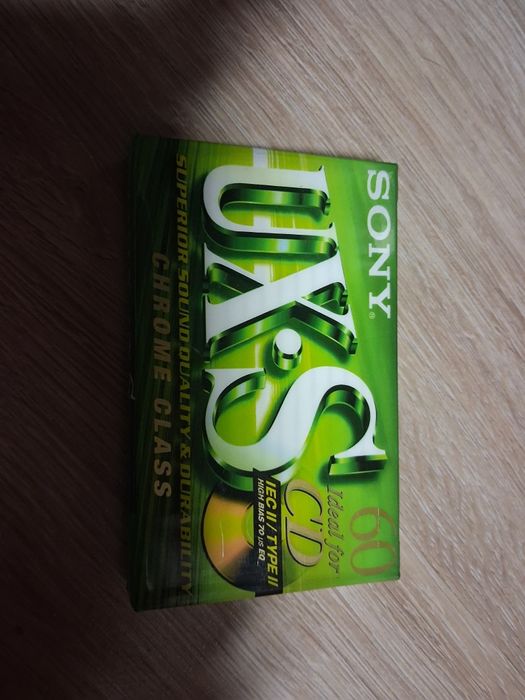 SONY®
60
UX·S
Ideal for
CD
IEC II / TYPE II
HIGH BIAS 70 µs EQ
SUPERIOR SOUND QUALITY & DURABILITY
CHROME CLASS